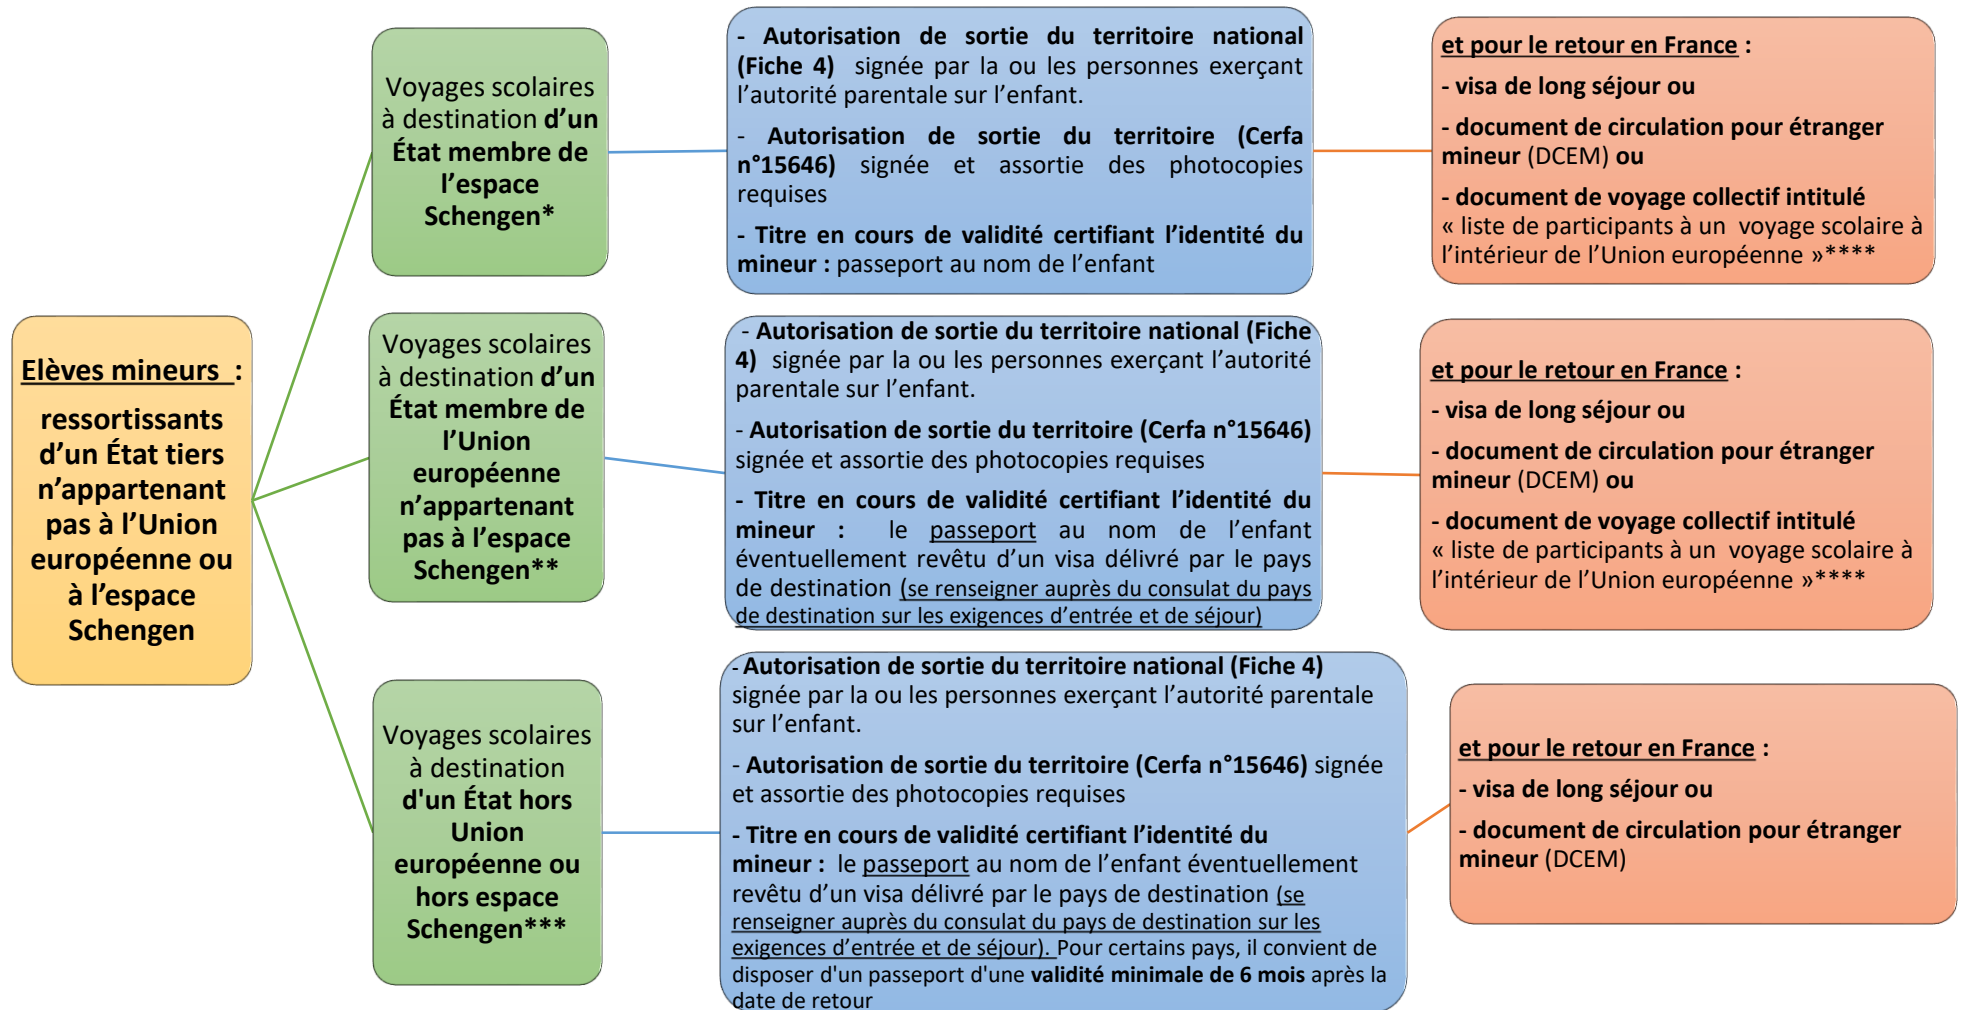 Elèves mineurs :
ressortissants
d’un État tiers
n’appartenant
pas à l’Union
européenne ou
à l’espace
Schengen
Voyages scolaires
à destination d’un
État membre de
l’espace
Schengen*
- Autorisation de sortie du territoire national
(Fiche 4) signée par la ou les personnes exerçant
l’autorité parentale sur l’enfant.
- Autorisation de sortie du territoire (Cerfa
n°15646) signée et assortie des photocopies
requises
- Titre en cours de validité certifiant l’identité du
mineur : passeport au nom de l’enfant
et pour le retour en France :
- visa de long séjour ou
- document de circulation pour étranger
mineur (DCEM) ou
- document de voyage collectif intitulé
« liste de participants à un voyage scolaire à
l’intérieur de l’Union européenne »****
Voyages scolaires
à destination d’un
État membre de
l’Union
européenne
n’appartenant
pas à l’espace
Schengen**
- Autorisation de sortie du territoire national (Fiche
4) signée par la ou les personnes exerçant l’autorité
parentale sur l’enfant.
- Autorisation de sortie du territoire (Cerfa n°15646)
signée et assortie des photocopies requises
- Titre en cours de validité certifiant l’identité du
mineur : le passeport au nom de l’enfant
éventuellement revêtu d’un visa délivré par le pays
de destination (se renseigner auprès du consulat du pays
de destination sur les exigences d’entrée et de séjour)
et pour le retour en France :
- visa de long séjour ou
- document de circulation pour étranger
mineur (DCEM) ou
- document de voyage collectif intitulé
« liste de participants à un voyage scolaire à
l’intérieur de l’Union européenne »****
Voyages scolaires
à destination
d'un État hors
Union
européenne ou
hors espace
Schengen***
- Autorisation de sortie du territoire national (Fiche 4)
signée par la ou les personnes exerçant l’autorité parentale
sur l’enfant.
- Autorisation de sortie du territoire (Cerfa n°15646) signée
et assortie des photocopies requises
- Titre en cours de validité certifiant l’identité du
mineur : le passeport au nom de l’enfant éventuellement
revêtu d’un visa délivré par le pays de destination (se
renseigner auprès du consulat du pays de destination sur les
exigences d’entrée et de séjour). Pour certains pays, il convient de
disposer d'un passeport d'une validité minimale de 6 mois après la
date de retour
et pour le retour en France :
- visa de long séjour ou
- document de circulation pour étranger
mineur (DCEM)